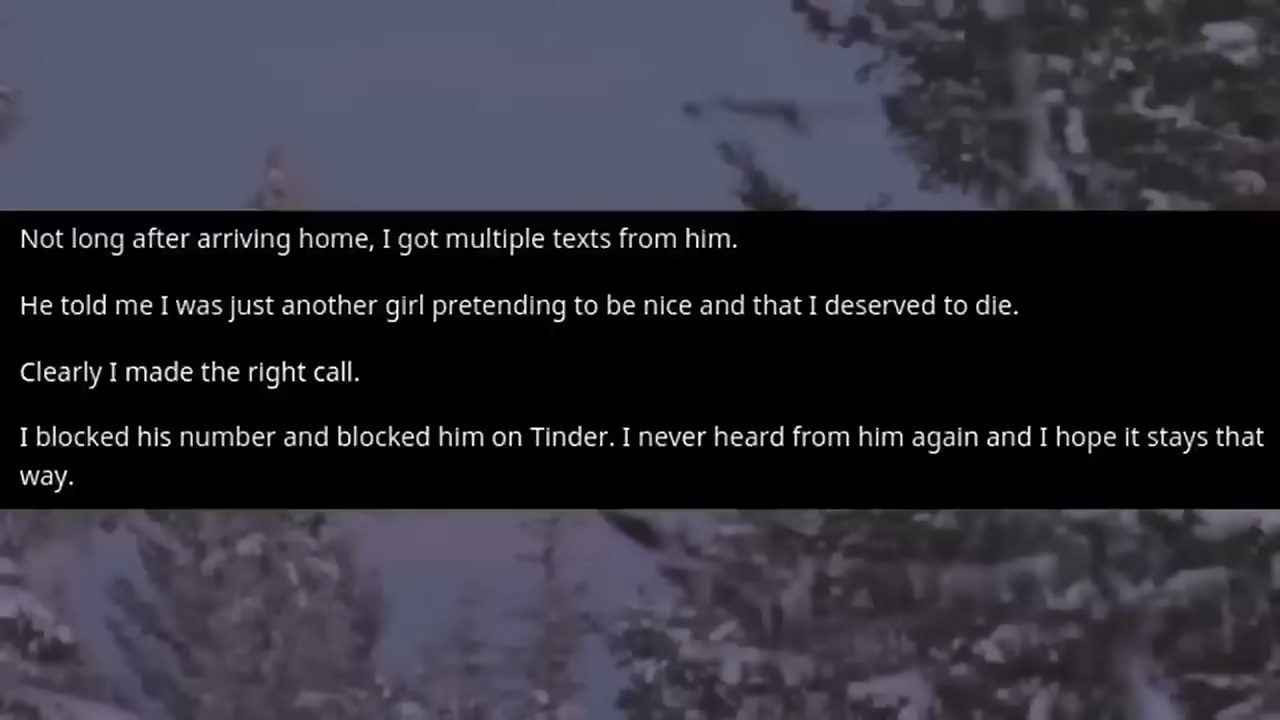 Not long after arriving home, I got multiple texts from him.
He told me I was just another girl pretending to be nice and that I deserved to die.
Clearly I made the right call.
I blocked his number and blocked him on Tinder. I never heard from him again and I hope it stays that
way.